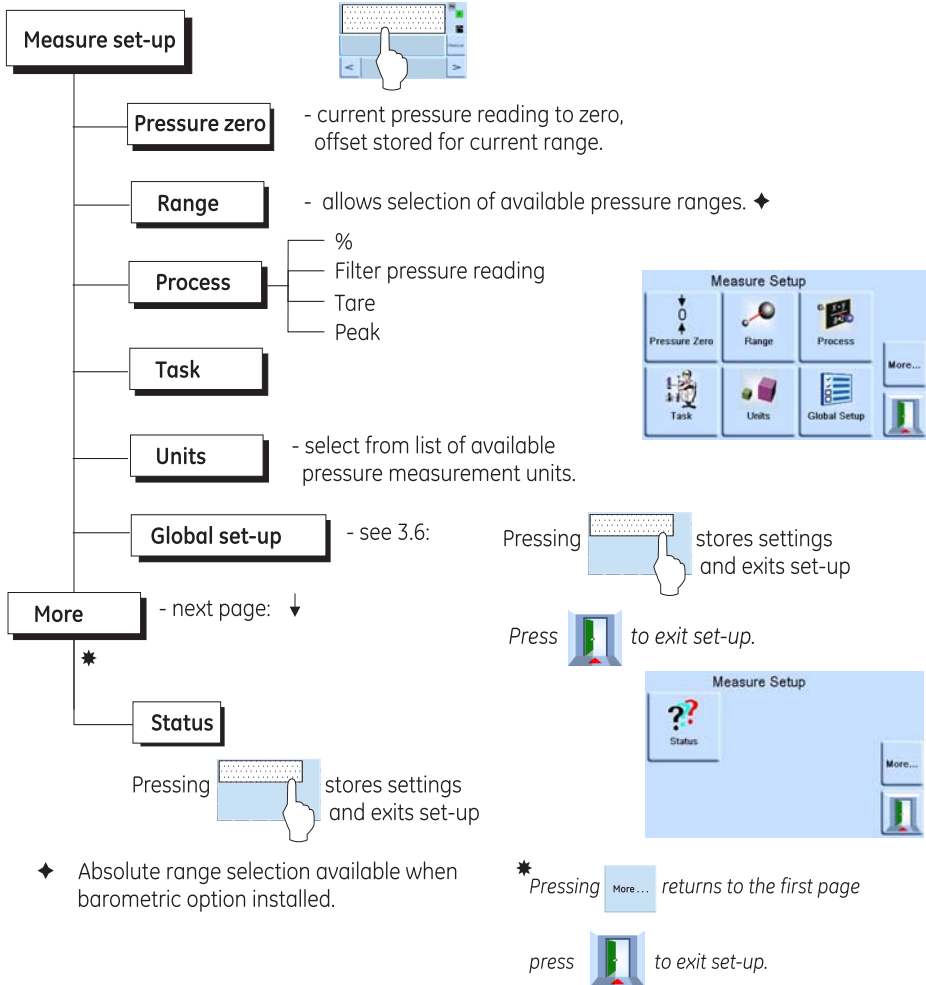 Measure set-up
<
>
Pressure zero
- current pressure reading to zero,
offset stored for current range.
Range
- allows selection of available pressure ranges. ✦
Process
%
Filter pressure reading
Tare
Peak
Measure Setup
0
Pressure Zero
Range
Process
More...
Task
Units
Global Setup
Task
Units
- select from list of available
pressure measurement units.
Global set-up
- see 3.6:
Pressing stores settings
and exits set-up
More
- next page: ↓
Press to exit set-up.
✸
Status
Measure Setup
???
Status
More...
Pressing stores settings
and exits set-up
✦ Absolute range selection available when
barometric option installed.
✸
Pressing More... returns to the first page
press to exit set-up.